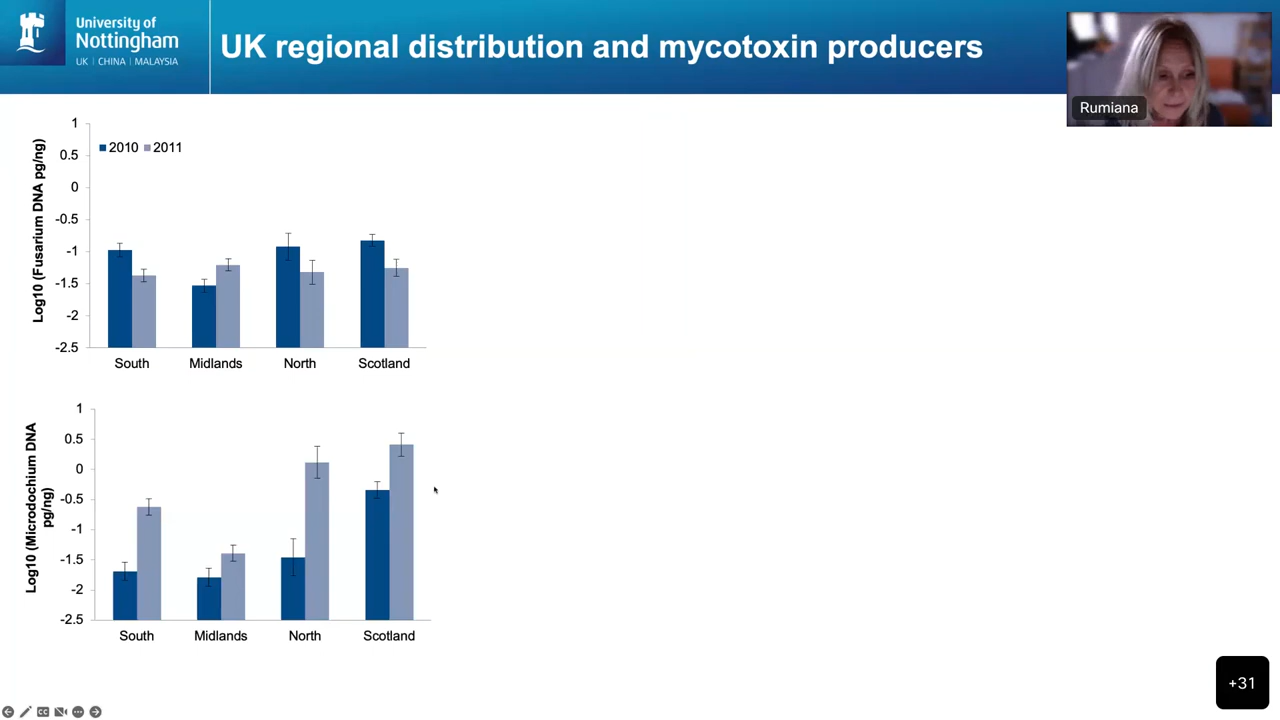 University of
Nottingham
UK | CHINA | MALAYSIA
UK regional distribution and mycotoxin producers
Rumiana
Log10 (Fusarium DNA pg/ng)
1
0.5
0
-0.5
-1
-1.5
-2
-2.5
2010 2011
South Midlands North Scotland
Log10 (Microdochium DNA
pg/ng)
1
0.5
0
-0.5
-1
-1.5
-2
-2.5
South Midlands North Scotland
+31
CC